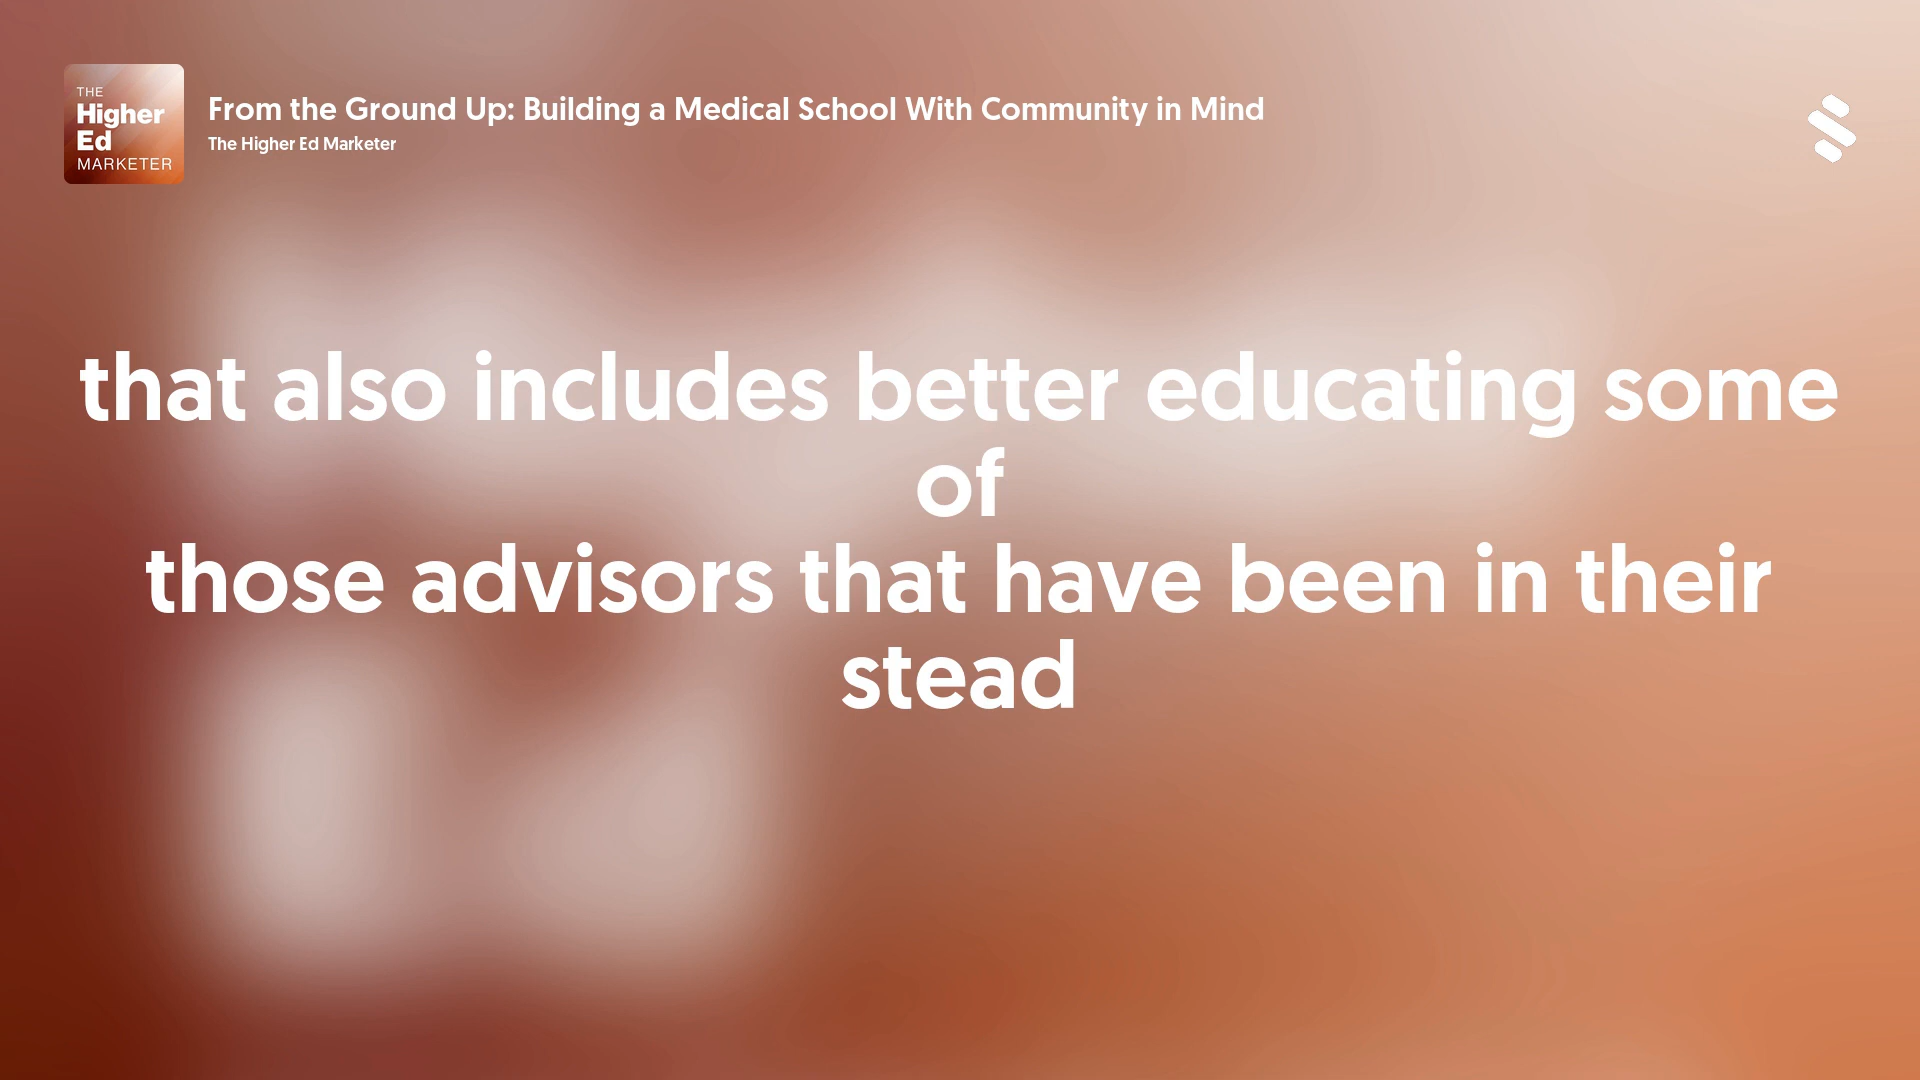 THE
Higher
Ed
MARKETER
From the Ground Up: Building a Medical School With Community in Mind
The Higher Ed Marketer
that also includes better educating some
of
those advisors that have been in their
stead